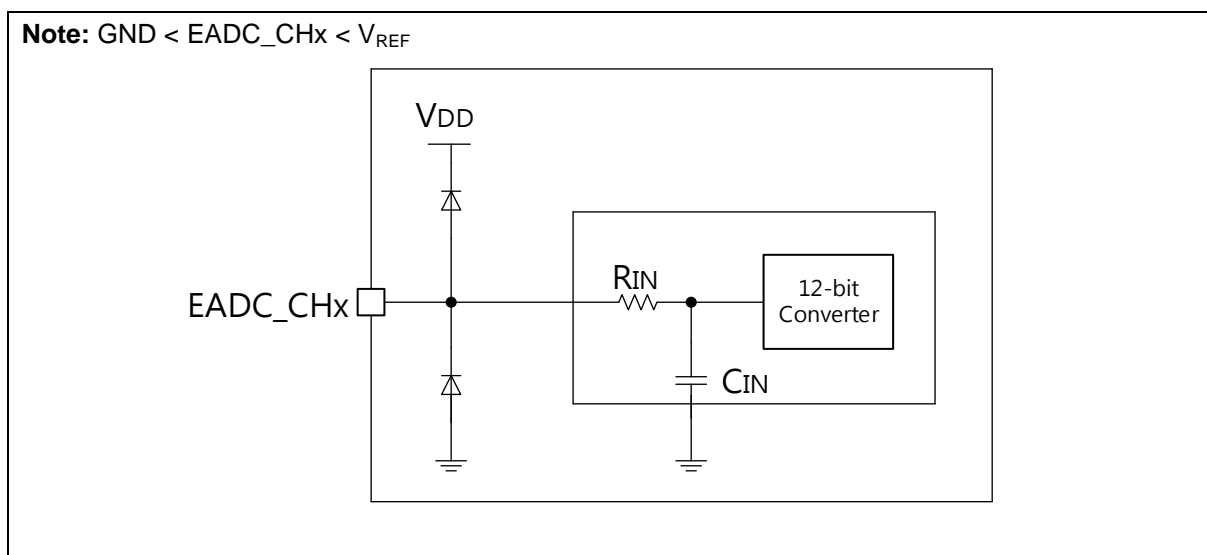 Note: GND < EADC_CHx < VREF
VDD
EADC_CHx
RIN
12-bit
Converter
CIN